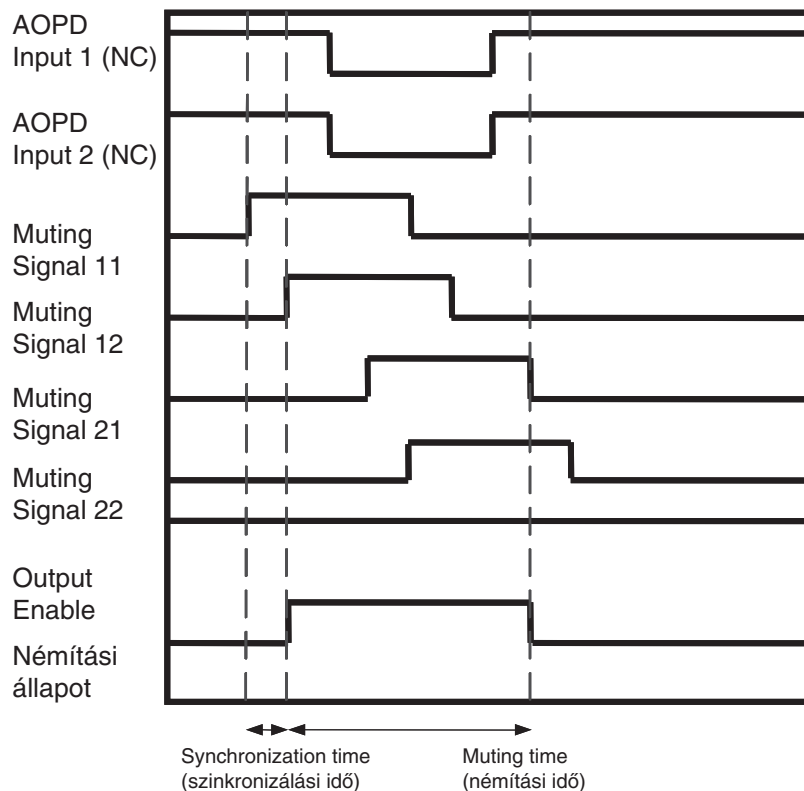 AOPD
Input 1 (NC)
AOPD
Input 2 (NC)
Muting
Signal 11
Muting
Signal 12
Muting
Signal 21
Muting
Signal 22
Output
Enable
Némítási
állapot
Synchronization time
(szinkronizálási idő)
Muting time
(némítási idő)